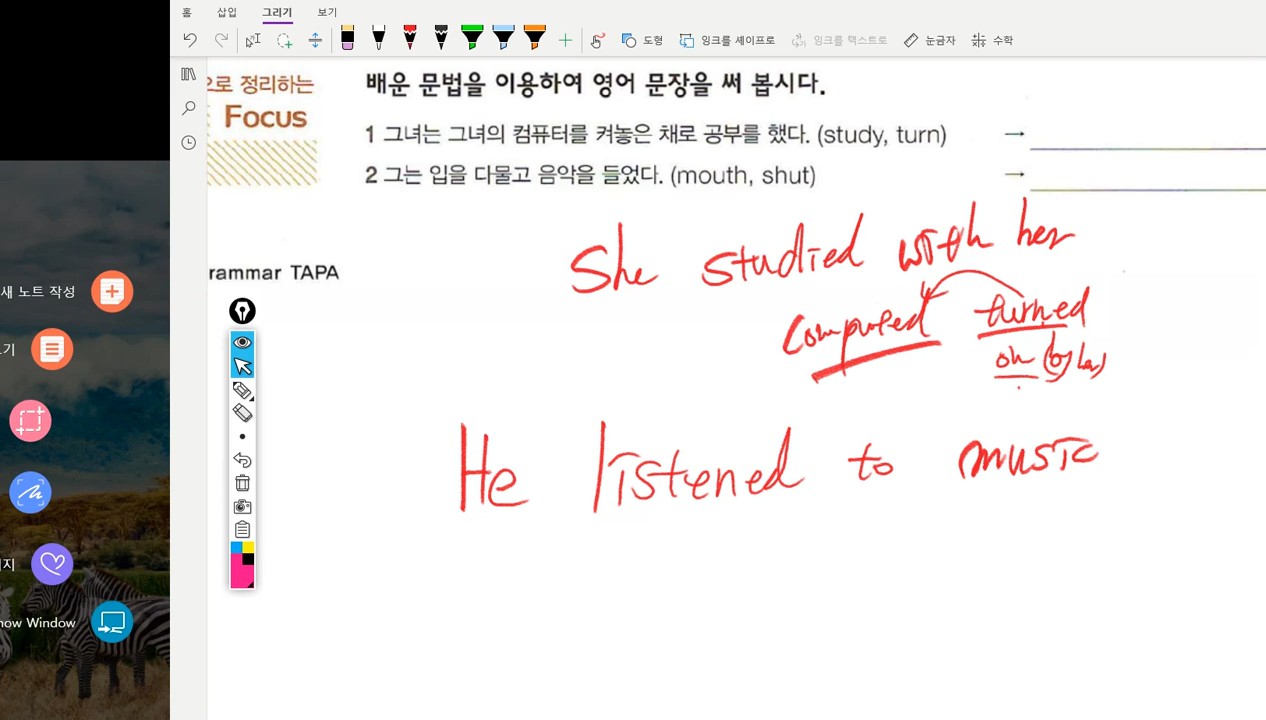 홈 삽입 그리기 보기
도형 잉크를 셰이프로 잉크를 텍스트로 눈금자 수학
으로 정리하는
Focus
배운 문법을 이용하여 영어 문장을 써 봅시다.
1 그녀는 그녀의 컴퓨터를 켜놓은 채로 공부를 했다. (study, turn) →
2 그는 입을 다물고 음악을 들었다. (mouth, shut) →
rammar TAPA
새 노트 작성
기
지
how Window
She studied with her
computed turned
on (by her)
He listened to music